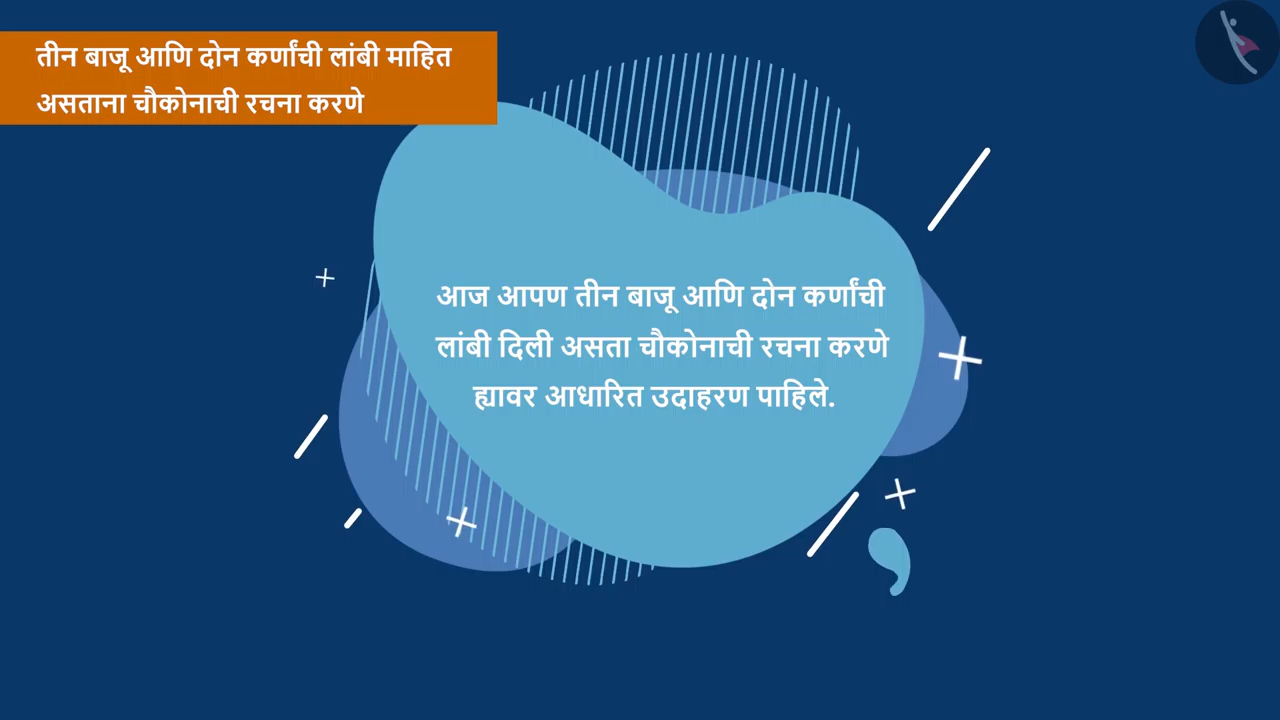 तीन बाजू आणि दोन कर्णांची लांबी माहित
असताना चौकोनाची रचना करणे
आज आपण तीन बाजू आणि दोन कर्णांची
लांबी दिली असता चौकोनाची रचना करणे
ह्यावर आधारित उदाहरण पाहिले.